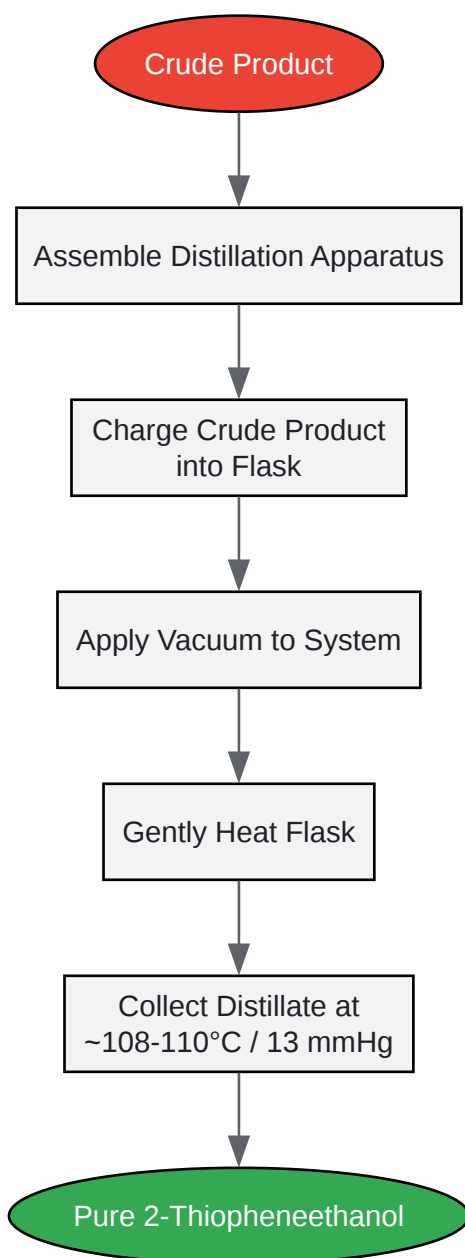 Crude Product
Assemble Distillation Apparatus
Charge Crude Product
into Flask
Apply Vacuum to System
Gently Heat Flask
Collect Distillate at
~108-110°C / 13 mmHg
Pure 2-Thiopheneethanol